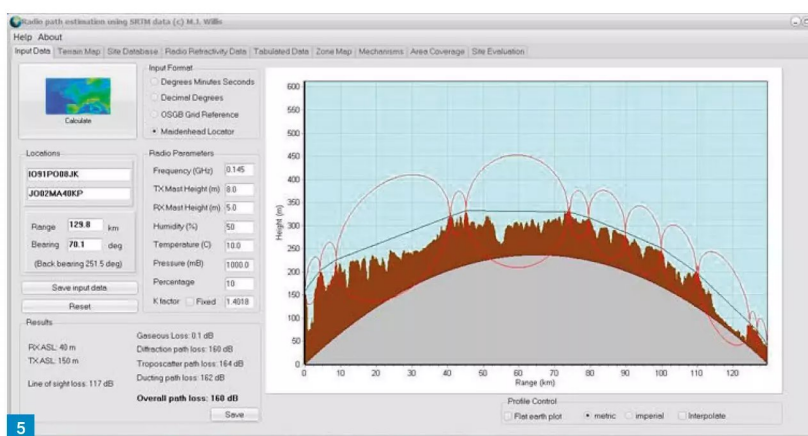 Radio path estimation using SRTM data (c) M.J. Willis
Help About
Input Data Terrain Map Site Database Radio Refractivity Data Tabulated Data Zone Map Mechanisms Area Coverage Site Evaluation
Calculate
Input Format
Degrees Minutes Seconds
Decimal Degrees
OSGB Grid Reference
Maidenhead Locator
Locations
IO91PO08JK
JO02MA40KP
Range 129.8 km
Bearing 70.1 deg
(Back bearing 251.5 deg)
Save input data
Reset
Radio Parameters
Frequency (GHz) 0.145
TX Mast Height (m) 8.0
RX Mast Height (m) 5.0
Humidity (%) 50
Temperature (C) 10.0
Pressure (mB) 1000.0
Percentage 10
K factor Fixed 1.4018
Results
RX ASL: 40 m
TX ASL: 150 m
Line of sight loss: 117 dB
Gaseous Loss: 0.1 dB
Diffraction path loss: 160 dB
Troposcatter path loss: 164 dB
Ducting path loss: 162 dB
Overall path loss: 160 dB
Save
Height (m)
600
550
500
450
400
350
300
250
200
150
100
50
0
0 10 20 30 40 50 60 70 80 90 100 110 120
Range (km)
Profile Control
Flat earth plot metric imperial Interpolate
5